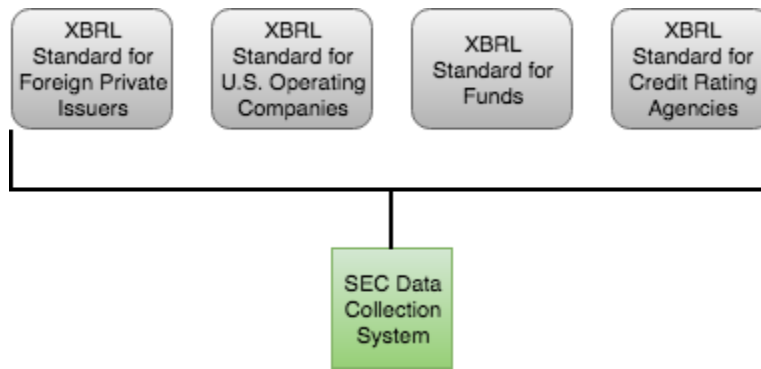 XBRL
Standard for
Foreign Private
Issuers
XBRL
Standard for
U.S. Operating
Companies
XBRL
Standard for
Funds
XBRL
Standard for
Credit Rating
Agencies
SEC Data
Collection
System